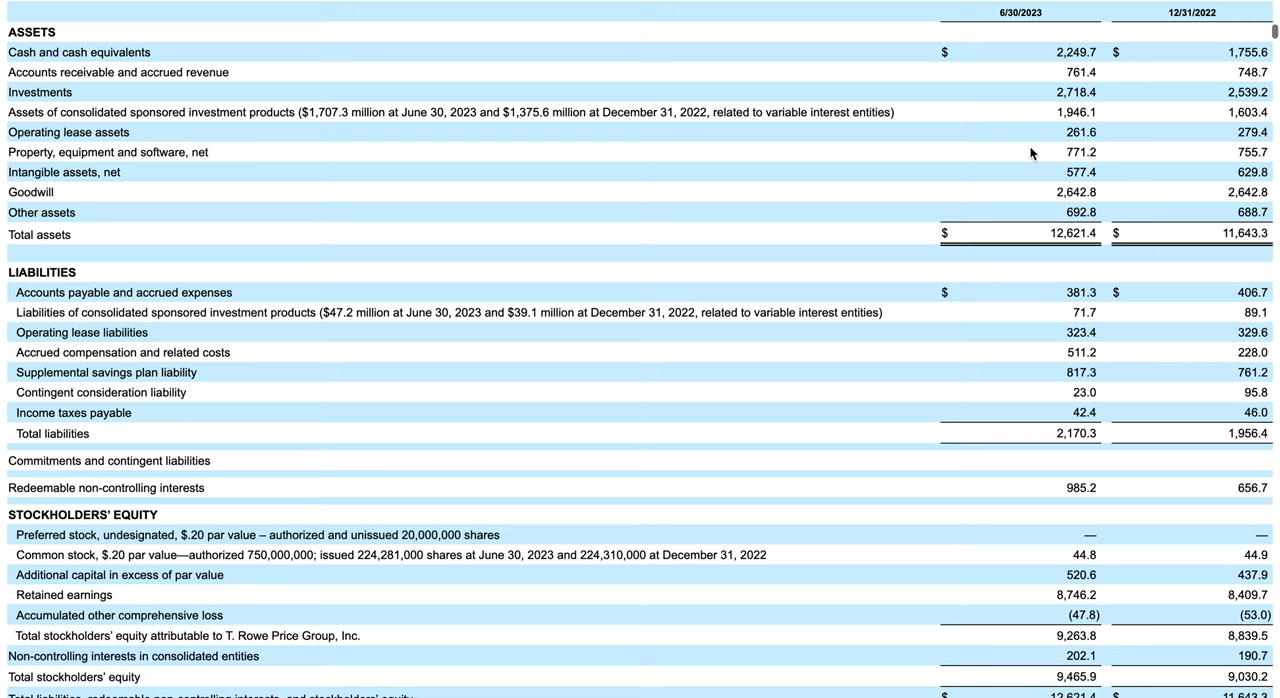 6/30/2023 12/31/2022
ASSETS
Cash and cash equivalents $ 2,249.7 $ 1,755.6
Accounts receivable and accrued revenue 761.4 748.7
Investments 2,718.4 2,539.2
Assets of consolidated sponsored investment products ($1,707.3 million at June 30, 2023 and $1,375.6 million at December 31, 2022, related to variable interest entities) 1,946.1 1,603.4
Operating lease assets 261.6 279.4
Property, equipment and software, net 771.2 755.7
Intangible assets, net 577.4 629.8
Goodwill 2,642.8 2,642.8
Other assets 692.8 688.7
Total assets $ 12,621.4 $ 11,643.3
LIABILITIES
Accounts payable and accrued expenses $ 381.3 $ 406.7
Liabilities of consolidated sponsored investment products ($47.2 million at June 30, 2023 and $39.1 million at December 31, 2022, related to variable interest entities) 71.7 89.1
Operating lease liabilities 323.4 329.6
Accrued compensation and related costs 511.2 228.0
Supplemental savings plan liability 817.3 761.2
Contingent consideration liability 23.0 95.8
Income taxes payable 42.4 46.0
Total liabilities 2,170.3 1,956.4
Commitments and contingent liabilities
Redeemable non-controlling interests 985.2 656.7
STOCKHOLDERS' EQUITY
Preferred stock, undesignated, $.20 par value – authorized and unissued 20,000,000 shares — —
Common stock, $.20 par value—authorized 750,000,000; issued 224,281,000 shares at June 30, 2023 and 224,310,000 at December 31, 2022 44.8 44.9
Additional capital in excess of par value 520.6 437.9
Retained earnings 8,746.2 8,409.7
Accumulated other comprehensive loss (47.8) (53.0)
Total stockholders' equity attributable to T. Rowe Price Group, Inc. 9,263.8 8,839.5
Non-controlling interests in consolidated entities 202.1 190.7
Total stockholders' equity 9,465.9 9,030.2
Total liabilities, redeemable non-controlling interests, and stockholders' equity $ 12,621.4 $ 11,643.3